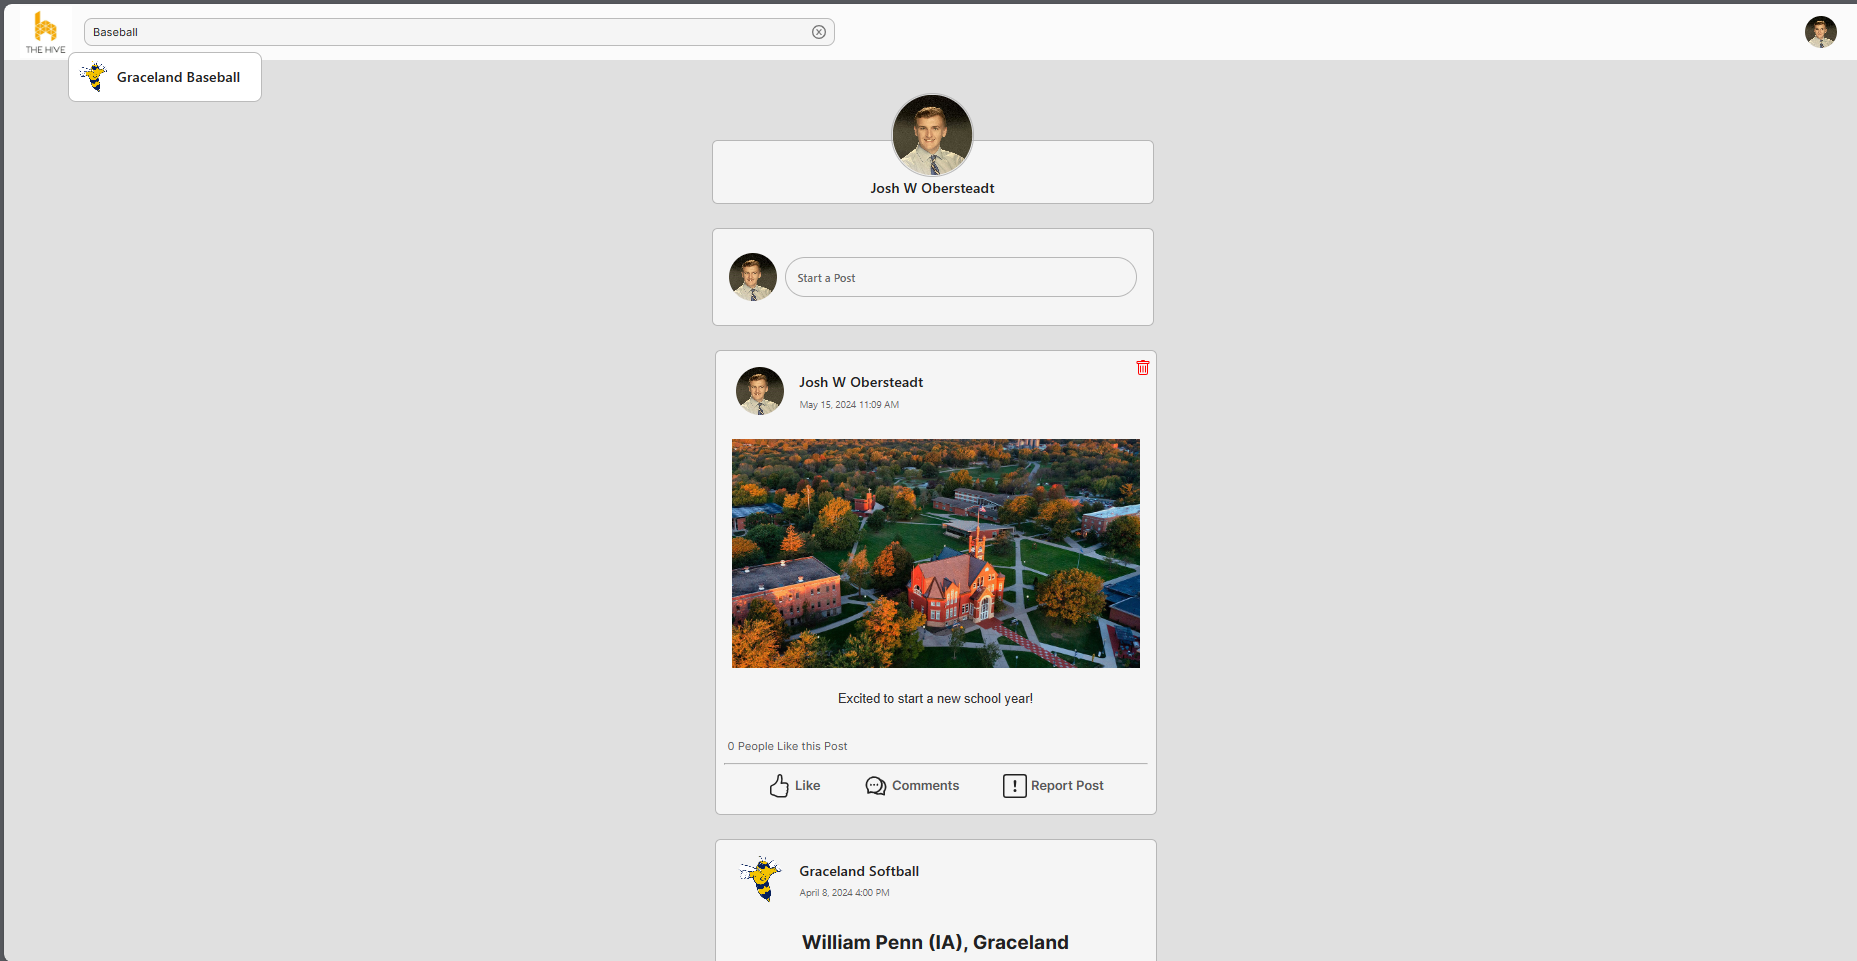 THE HIVE
Baseball
Graceland Baseball
Josh W Obersteadt
Start a Post
Josh W Obersteadt
May 15, 2024 11:09 AM
Excited to start a new school year!
0 People Like this Post
Like
Comments
Report Post
Graceland Softball
April 8, 2024 4:00 PM
William Penn (IA), Graceland